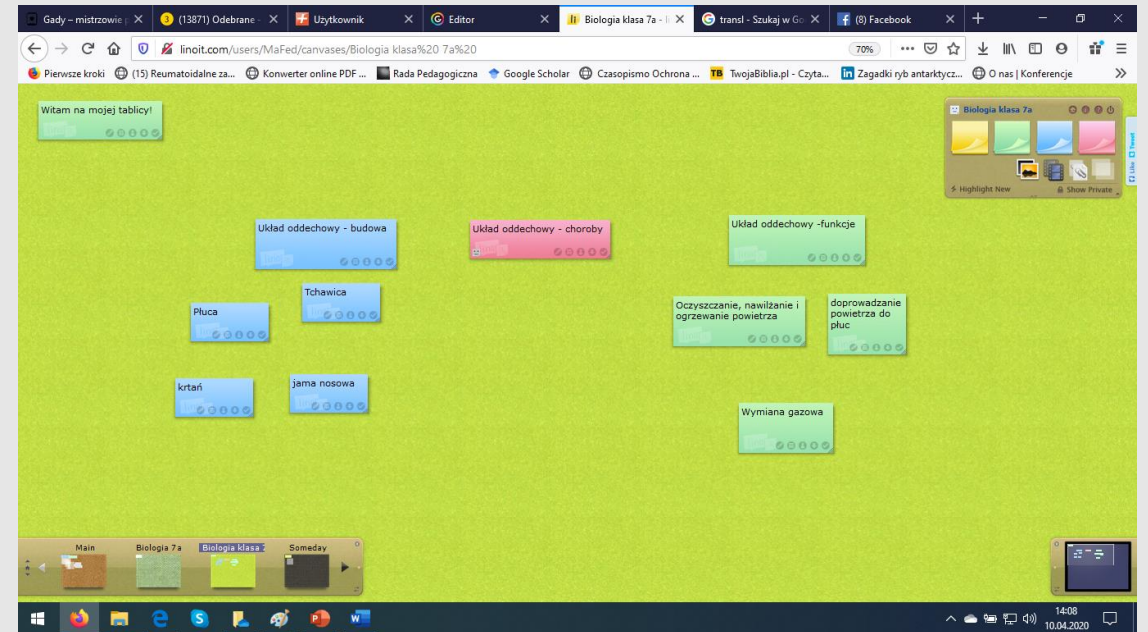 Gady – mistrzowie p
(13871) Odebrane -
Użytkownik
Editor
Biologia klasa 7a - l
transl - Szukaj w Go
(8) Facebook
linoit.com/users/MaFed/canvases/Biologia klasa%20 7a%20
70%
Pierwsze kroki
(15) Reumatoidalne za...
Konwerter online PDF ...
Rada Pedagogiczna
Google Scholar
Czasopismo Ochrona ...
TwojaBiblia.pl - Czyta...
Zagadki ryb antarktycz...
O nas | Konferencje
Witam na mojej tablicy!
Biologia klasa 7a
Highlight New
Show Private
Like
Tweet
Układ oddechowy - budowa
Układ oddechowy - choroby
Układ oddechowy -funkcje
Płuca
Tchawica
Oczyszczanie, nawilżanie i
ogrzewanie powietrza
doprowadzanie
powietrza do
płuc
krtań
jama nosowa
Wymiana gazowa
Main
Biologia 7a
Biologia klasa 7
Someday
14:08
10.04.2020